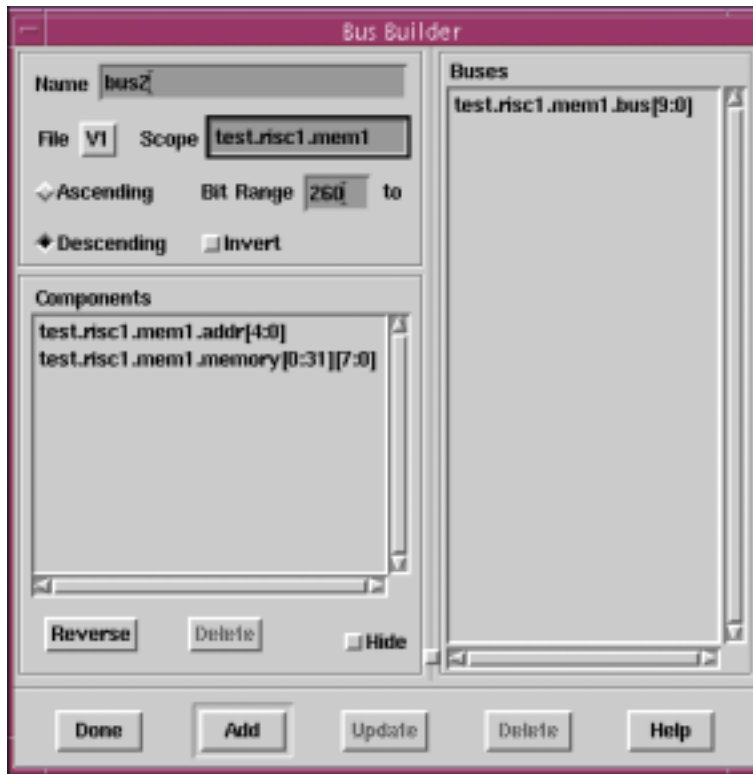 Bus Builder
Name bus2
File V1 Scope test.risc1.mem1
Ascending Bit Range 260 to
Descending Invert
Components
test.risc1.mem1.addr[4:0]
test.risc1.mem1.memory[0:31][7:0]
Reverse Delete Hide
Buses
test.risc1.mem1.bus[9:0]
Done Add Update Delete Help